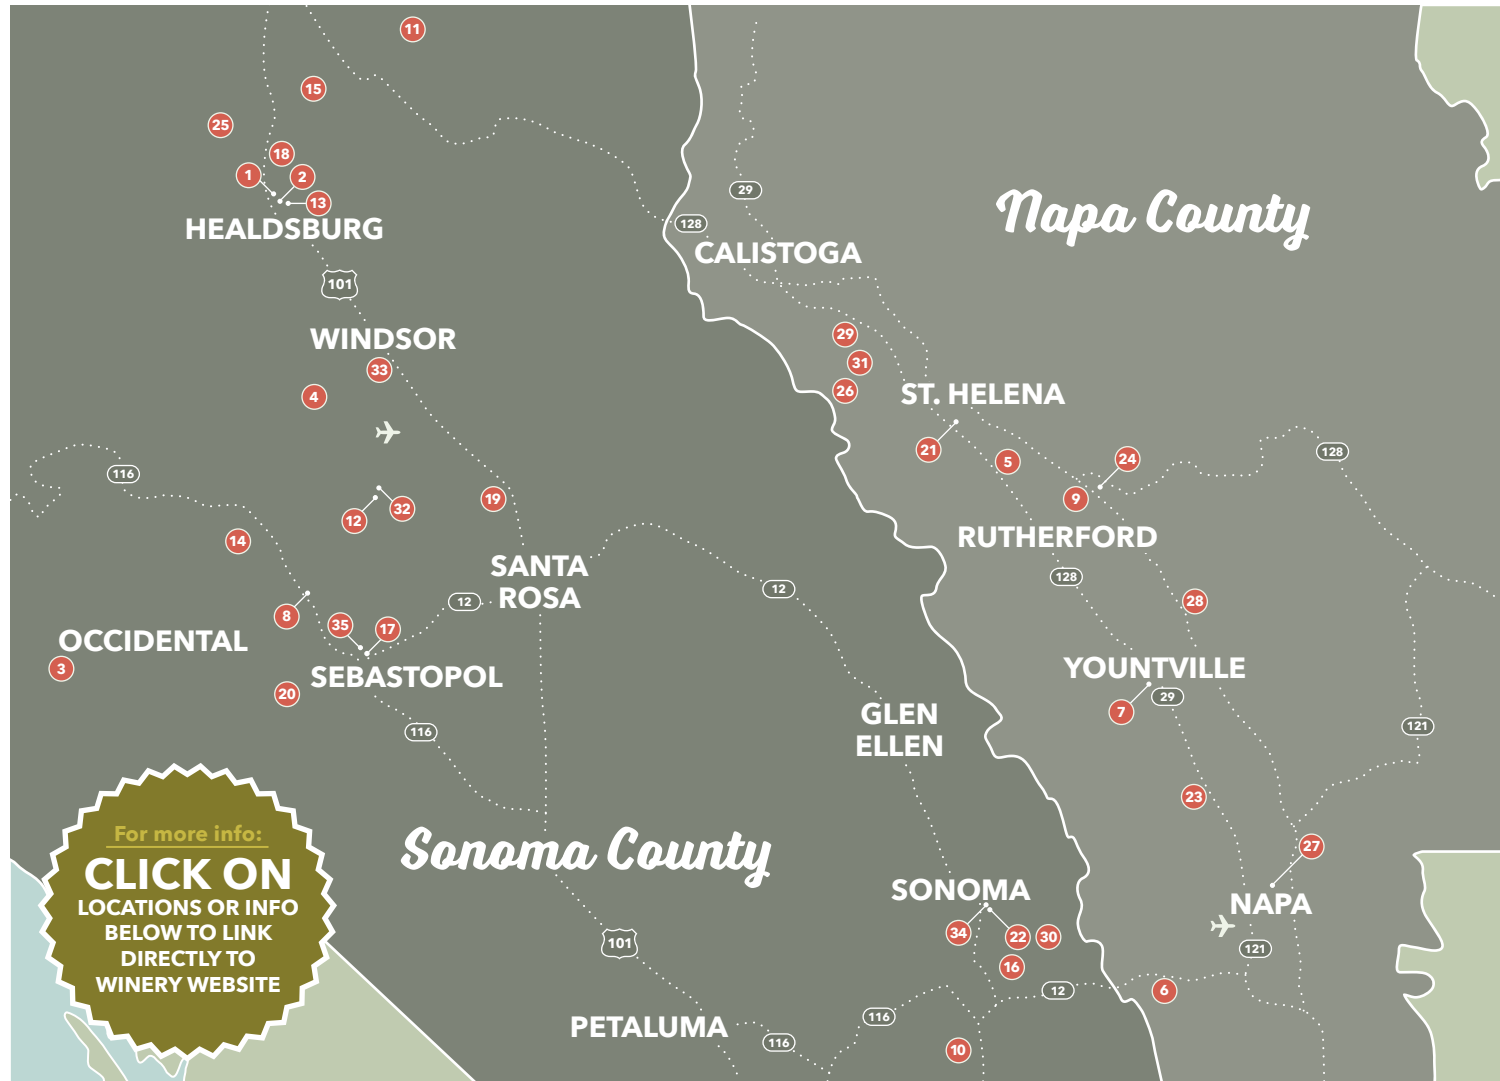 11
15
25
18
1
2
13
HEALDSBURG
101
WINDSOR
33
4
116
19
12
32
14
SANTA
ROSA
12
8
35
17
OCCIDENTAL
3
SEBASTOPOL
20
116
12
GLEN
ELLEN
Sonoma County
SONOMA
34
22
30
16
101
12
116
PETALUMA
116
10
29
128
CALISTOGA
Napa County
29
31
26
ST. HELENA
21
5
24
9
128
RUTHERFORD
128
28
YOUNTVILLE
29
7
121
23
27
NAPA
121
6
For more info:
CLICK ON
LOCATIONS OR INFO
BELOW TO LINK
DIRECTLY TO
WINERY WEBSITE